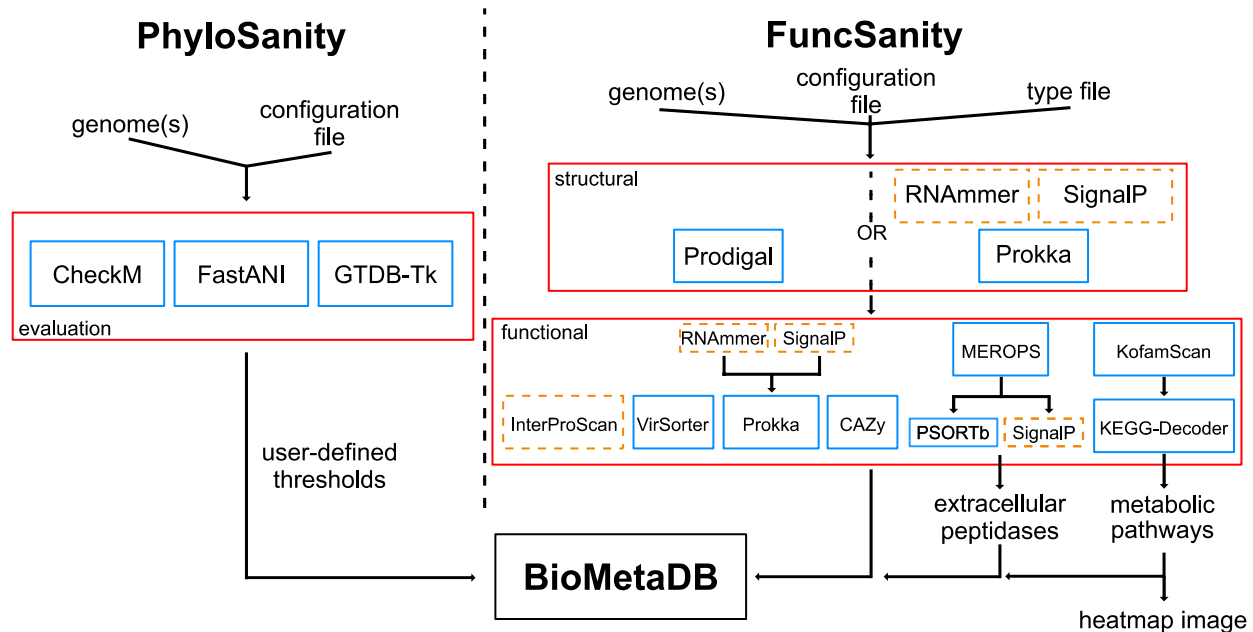 PhyloSanity
genome(s)
configuration
file
CheckM
FastANI
GTDB-Tk
evaluation
user-defined
thresholds
FuncSanity
genome(s)
configuration
file
type file
structural
RNAmmer
SignalP
OR
Prodigal
Prokka
functional
RNAmmer
SignalP
MEROPS
KofamScan
InterProScan
VirSorter
Prokka
CAZy
PSORTb
SignalP
KEGG-Decoder
extracellular
peptidases
metabolic
pathways
BioMetaDB
heatmap image